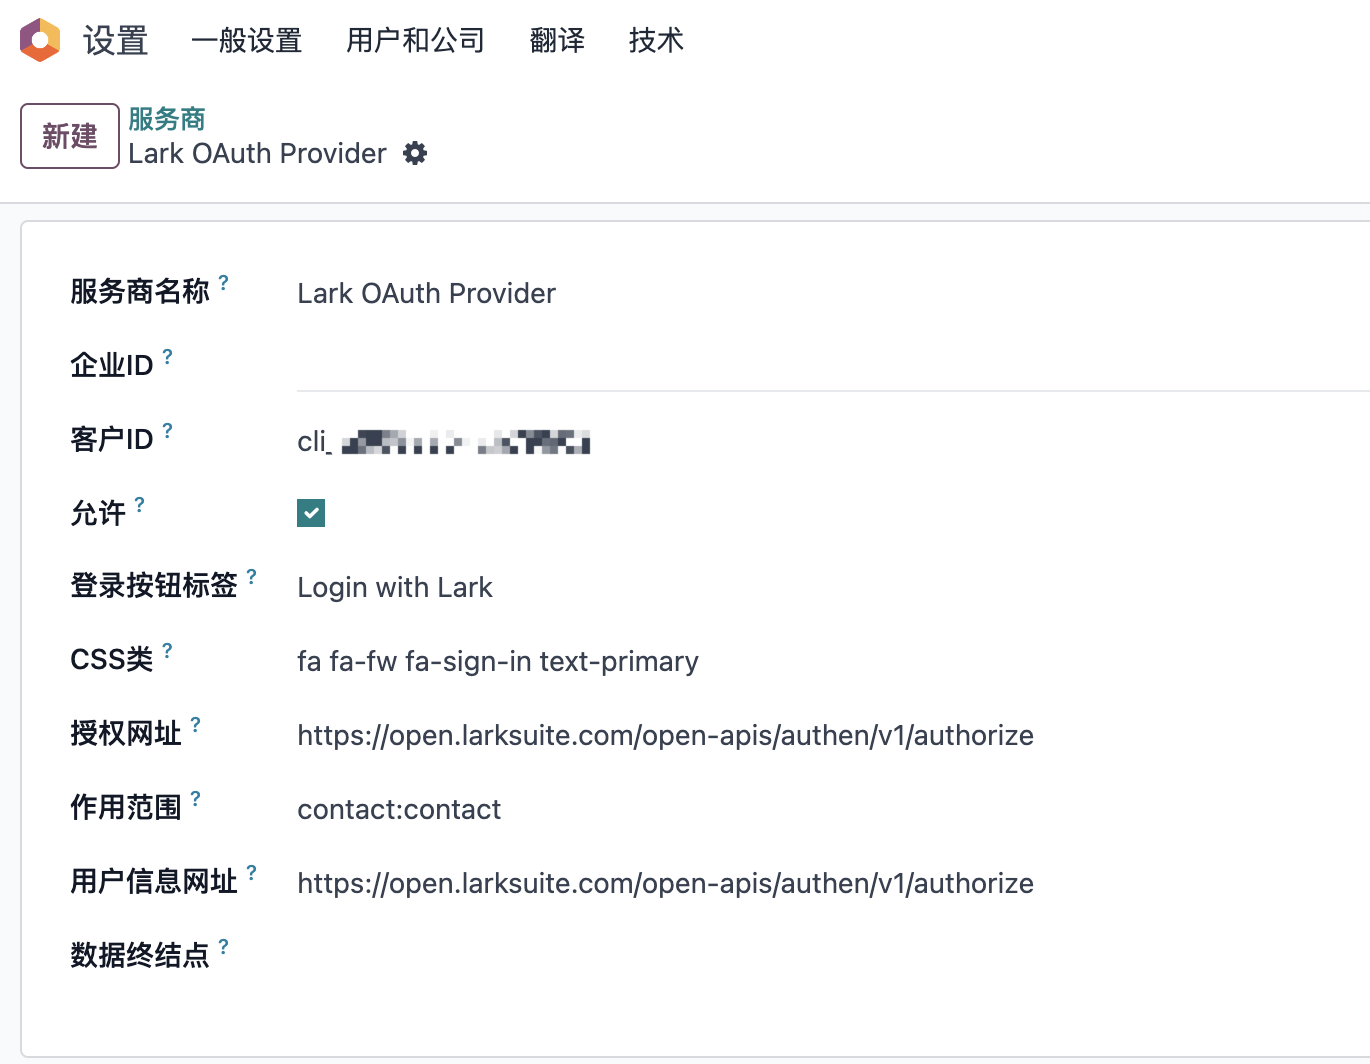 设置 一般设置 用户和公司 翻译 技术
新建
服务商
Lark OAuth Provider
服务商名称 ? Lark OAuth Provider
企业ID ?
客户ID ? cli_
允许 ?
登录按钮标签 ? Login with Lark
CSS类 ? fa fa-fw fa-sign-in text-primary
授权网址 ? https://open.larksuite.com/open-apis/authen/v1/authorize
作用范围 ? contact:contact
用户信息网址 ? https://open.larksuite.com/open-apis/authen/v1/authorize
数据终结点 ?